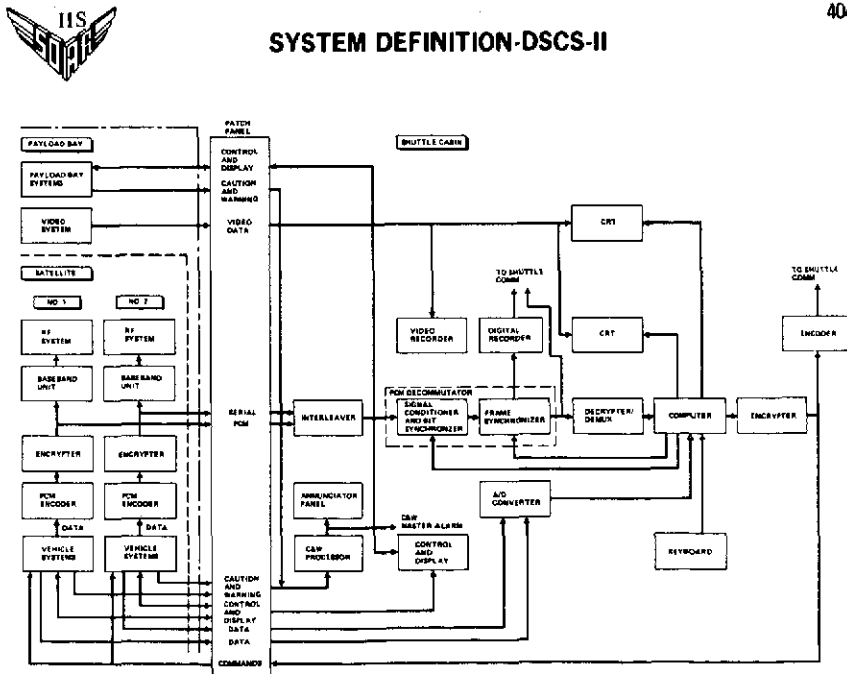 IIS
SOAR
404
SYSTEM DEFINITION-DSCS-II
PATCH
PANEL
PAYLOAD BAY
SHUTTLE CABIN
CONTROL
AND
DISPLAY
PAYLOAD BAY
SYSTEMS
CAUTION
AND
WARNING
VIDEO
SYSTEM
VIDEO
DATA
CRT
SATELLITE
NO 1
NO 2
TO SHUTTLE
COMM
TO SHUTTLE
COMM
RF
SYSTEM
RF
SYSTEM
VIDEO
RECORDER
DIGITAL
RECORDER
CRT
ENCODER
BASEBAND
UNIT
BASEBAND
UNIT
PCM DECOMMUTATOR
SERIAL
PCM
INTERLEAVER
SIGNAL
CONDITIONER
AND BIT
SYNCHRONIZER
FRAME
SYNCHRONIZER
DECRYPTER/
DEMUX
COMPUTER
ENCRYPTER
ENCRYPTER
ENCRYPTER
PCM
ENCODER
PCM
ENCODER
ANNUNCIATOR
PANEL
A/D
CONVERTER
DATA
DATA
C&W
MASTER ALARM
VEHICLE
SYSTEMS
VEHICLE
SYSTEMS
C&W
PROCESSOR
CONTROL
AND
DISPLAY
KEYBOARD
CAUTION
AND
WARNING
CONTROL
AND
DISPLAY
DATA
DATA
COMMANDS